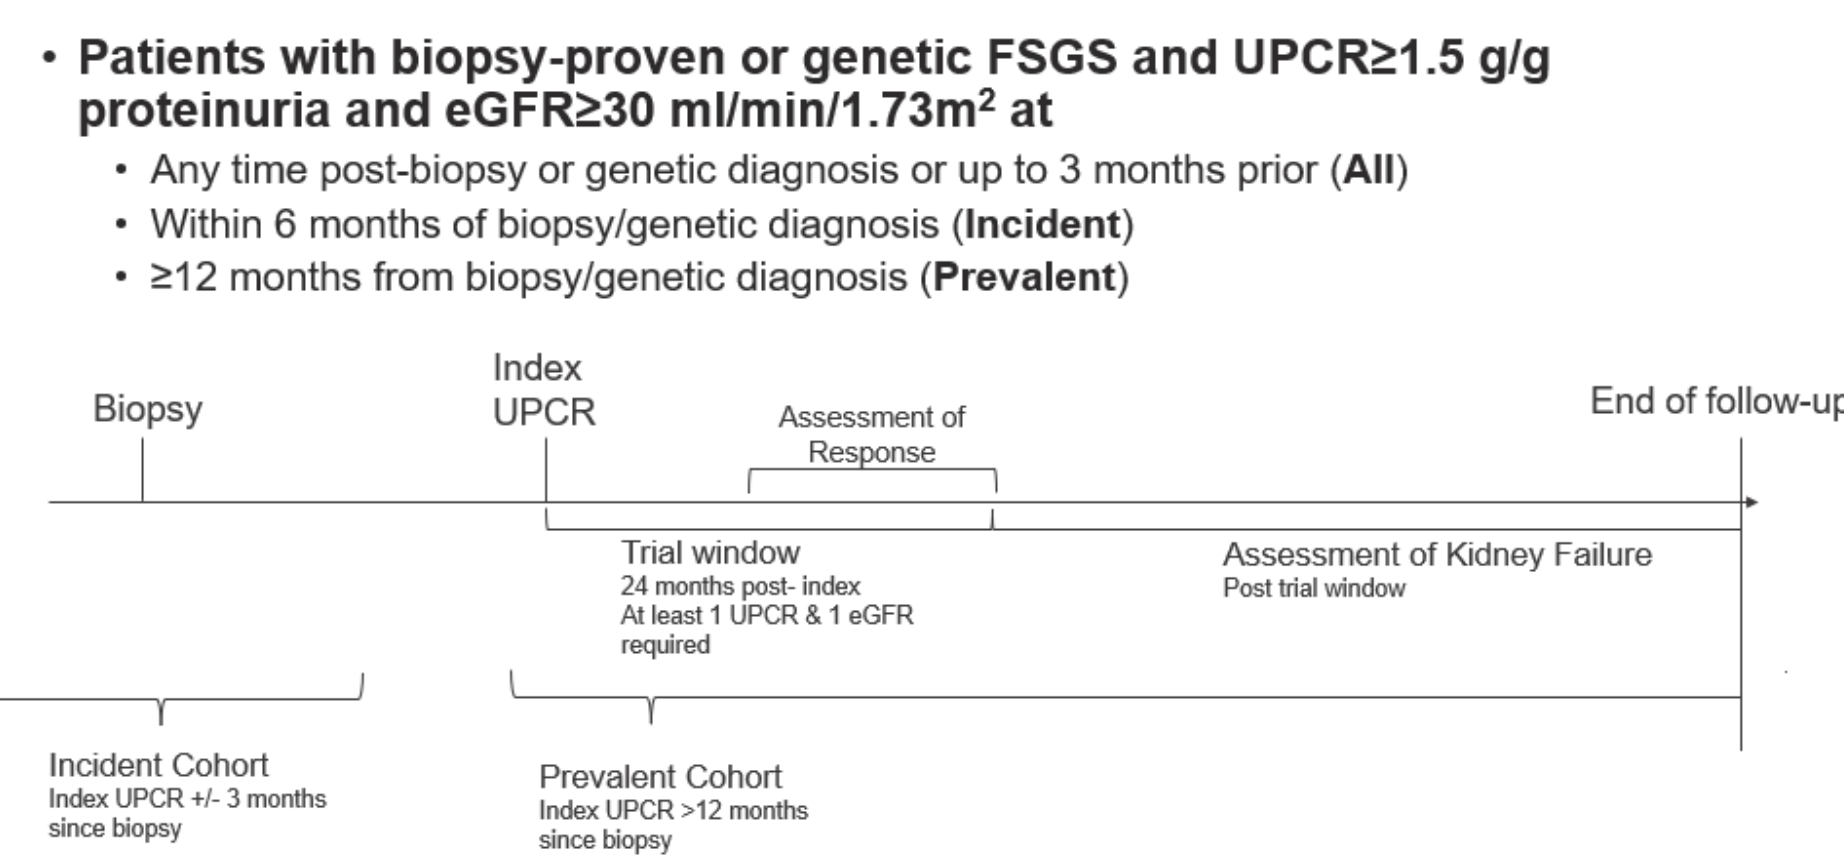 • Patients with biopsy-proven or genetic FSGS and UPCR≥1.5 g/g
proteinuria and eGFR≥30 ml/min/1.73m² at
• Any time post-biopsy or genetic diagnosis or up to 3 months prior (All)
• Within 6 months of biopsy/genetic diagnosis (Incident)
• ≥12 months from biopsy/genetic diagnosis (Prevalent)
Biopsy
Index
UPCR
Assessment of
Response
End of follow-up
Trial window
24 months post- index
At least 1 UPCR & 1 eGFR
required
Assessment of Kidney Failure
Post trial window
Incident Cohort
Index UPCR +/- 3 months
since biopsy
Prevalent Cohort
Index UPCR >12 months
since biopsy